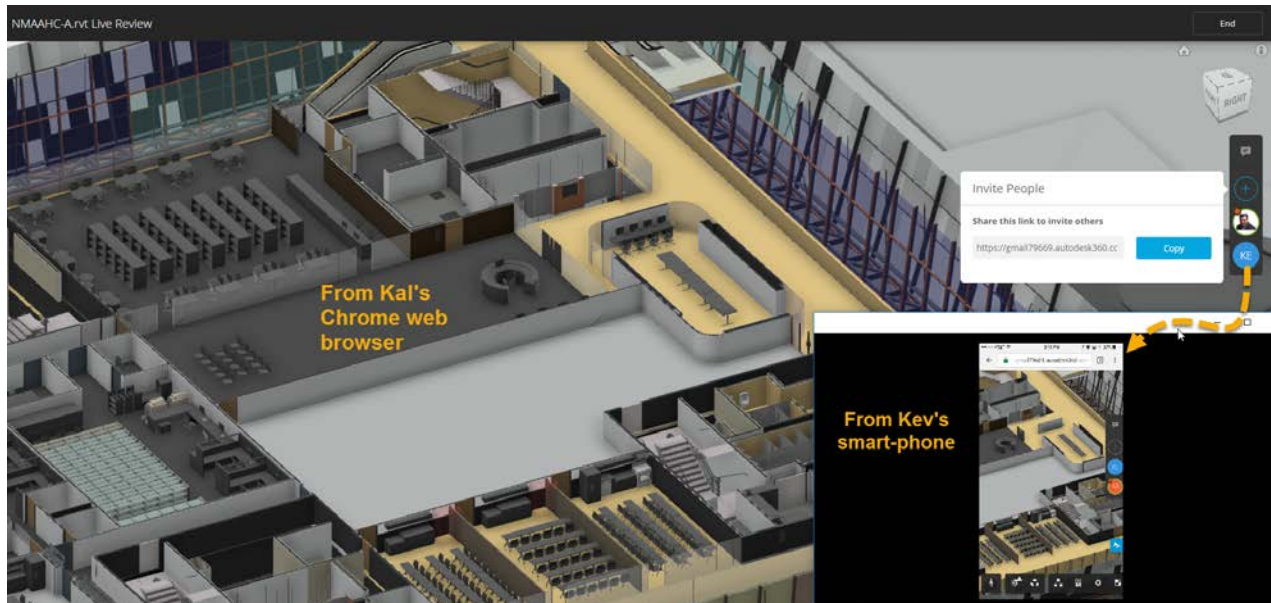 NMAAHC-A.rvt Live Review
End
RIGHT
Invite People
Share this link to invite others
https://gmail79669.autodesk360.cc
Copy
KE
From Kal's
Chrome web
browser
From Kev's
smart-phone